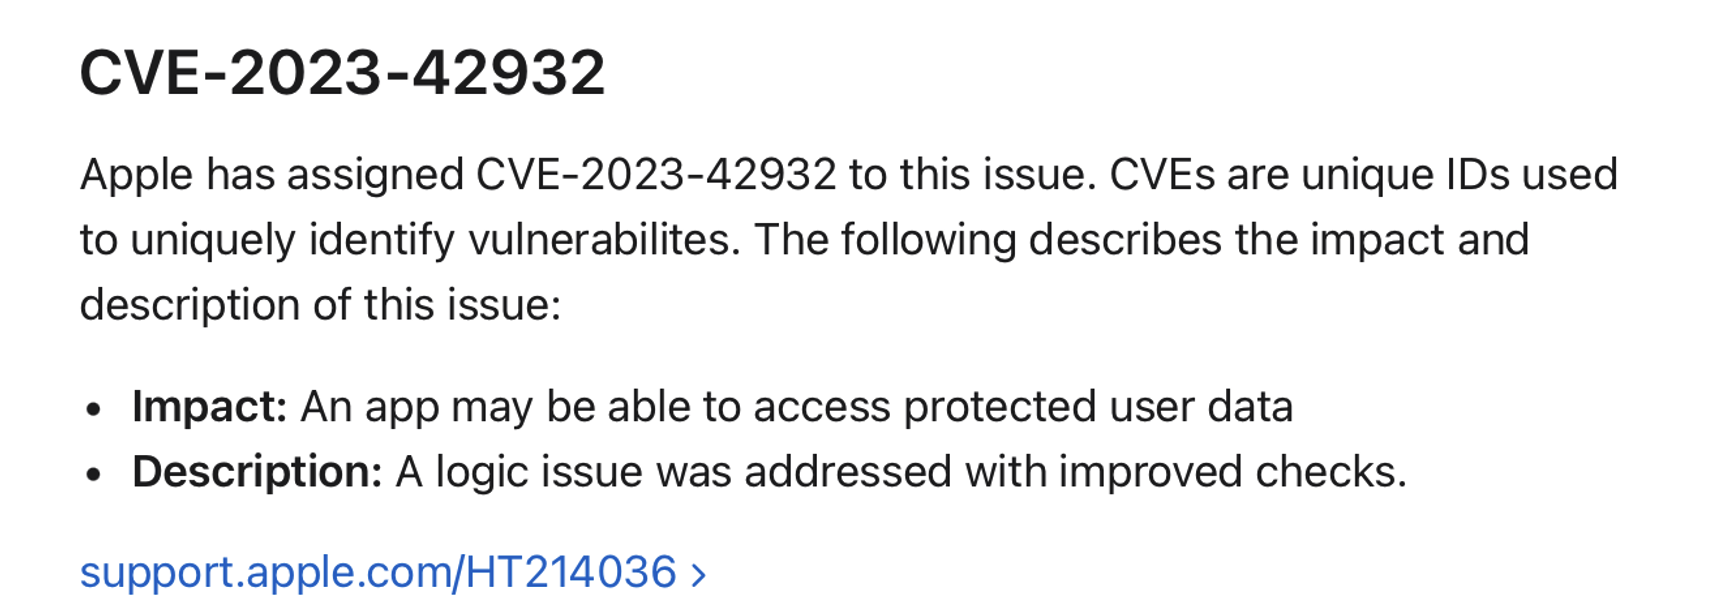 CVE-2023-42932
Apple has assigned CVE-2023-42932 to this issue. CVEs are unique IDs used
to uniquely identify vulnerabilites. The following describes the impact and
description of this issue:
• Impact: An app may be able to access protected user data
• Description: A logic issue was addressed with improved checks.
support.apple.com/HT214036 >